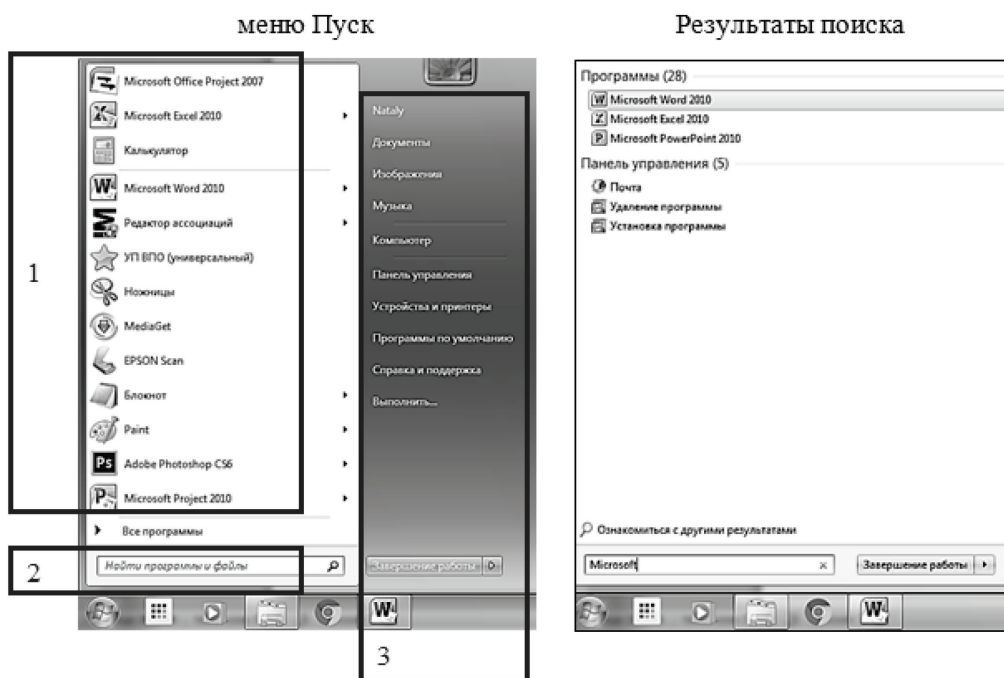 меню Пуск
1
Microsoft Office Project 2007
Microsoft Excel 2010
Калькулятор
Microsoft Word 2010
Редактор ассоциаций
УП ВПО (универсальный)
Ножницы
MediaGet
EPSON Scan
Блокнот
Paint
Adobe Photoshop CS6
Microsoft Project 2010
Все программы
2
Найти программы и файлы
Nataly
Документы
Изображения
Музыка
Компьютер
Панель управления
Устройства и принтеры
Программы по умолчанию
Справка и поддержка
Выполнить...
Завершение работы
3
Результаты поиска
Программы (28)
Microsoft Word 2010
Microsoft Excel 2010
Microsoft PowerPoint 2010
Панель управления (5)
Почта
Удаление программы
Установка программы
Ознакомиться с другими результатами
Microsoft
Завершение работы